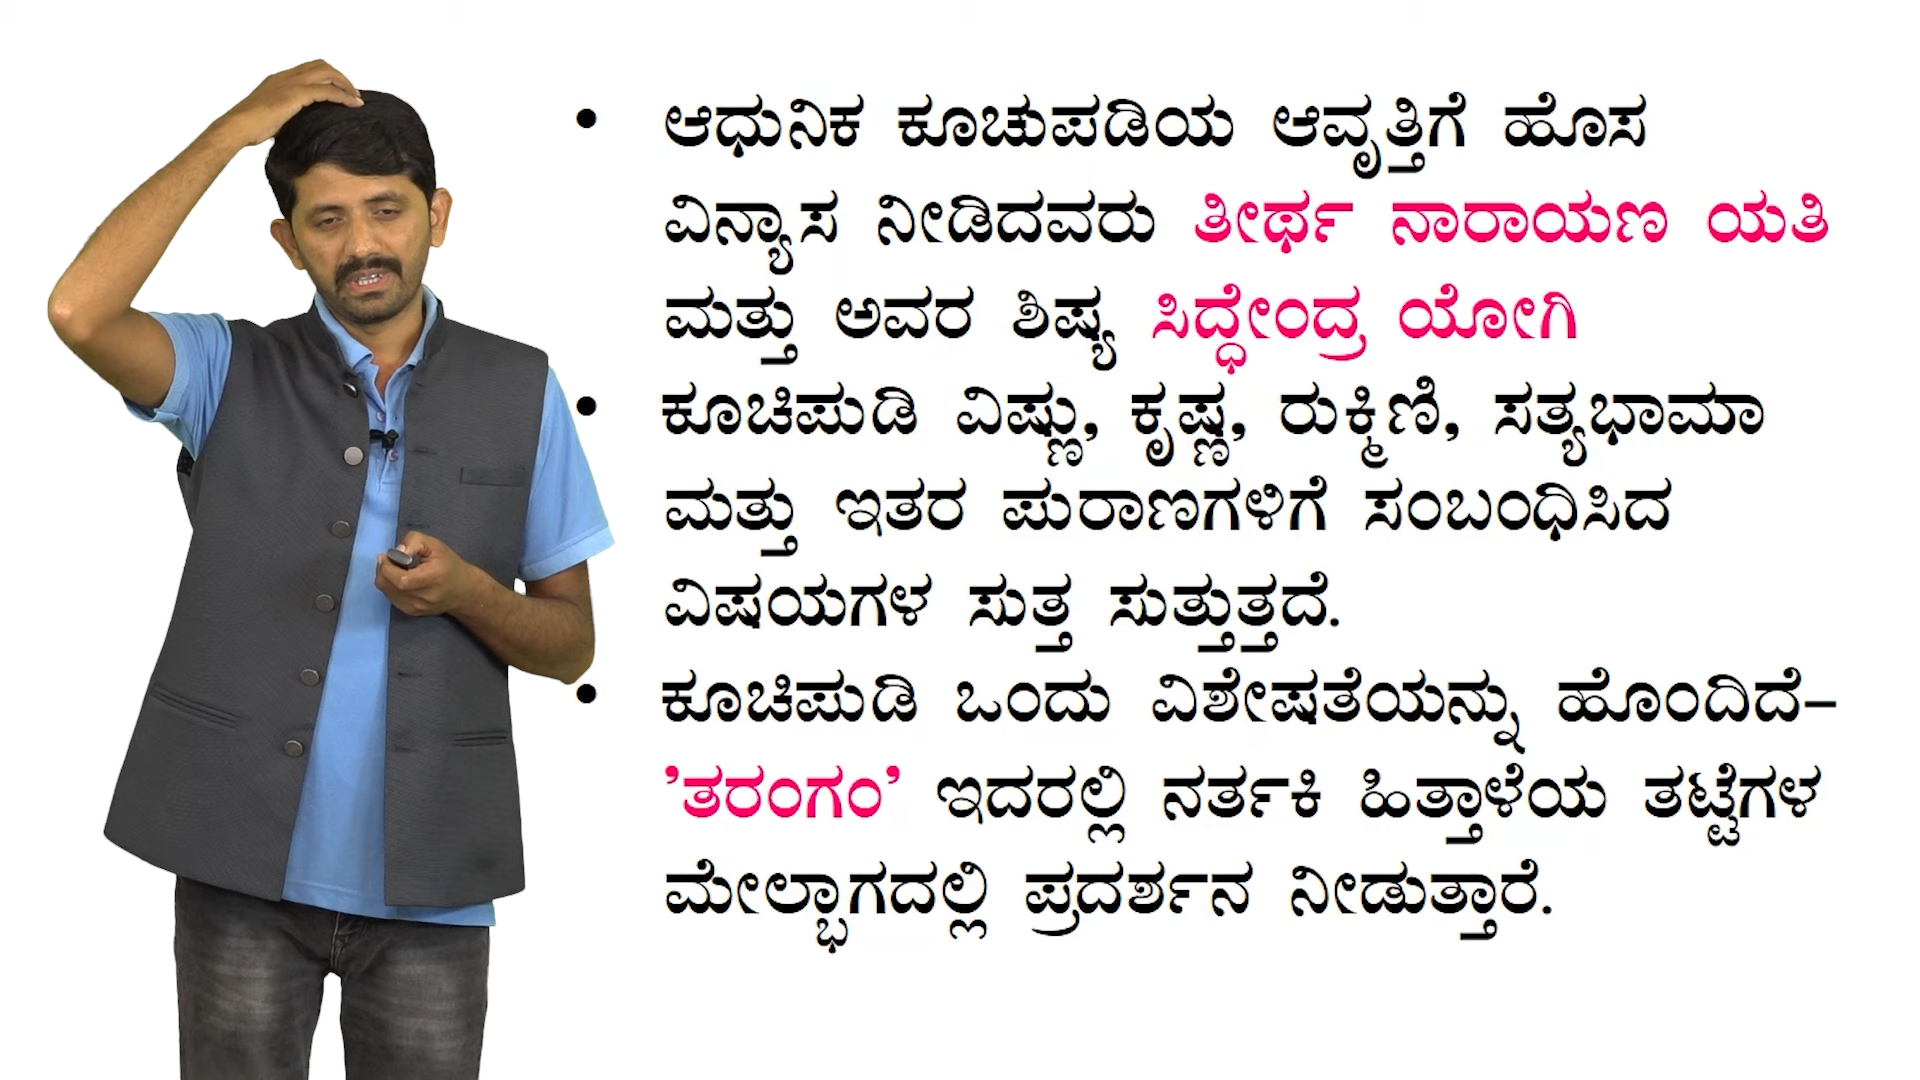 • ಆಧುನಿಕ ಕೂಚುಪಡಿಯ ಆವೃತ್ತಿಗೆ ಹೊಸ
ವಿನ್ಯಾಸ ನೀಡಿದವರು ತೀರ್ಥ ನಾರಾಯಣ ಯತಿ
ಮತ್ತು ಅವರ ಶಿಷ್ಯ ಸಿದ್ಧೇಂದ್ರ ಯೋಗಿ
• ಕೂಚಿಪುಡಿ ವಿಷ್ಣು, ಕೃಷ್ಣ, ರುಕ್ಮಿಣಿ, ಸತ್ಯಭಾಮಾ
ಮತ್ತು ಇತರ ಪುರಾಣಗಳಿಗೆ ಸಂಬಂಧಿಸಿದ
ವಿಷಯಗಳ ಸುತ್ತ ಸುತ್ತುತ್ತದೆ.
• ಕೂಚಿಪುಡಿ ಒಂದು ವಿಶೇಷತೆಯನ್ನು ಹೊಂದಿದೆ–
’ತರಂಗಂ’ ಇದರಲ್ಲಿ ನರ್ತಕಿ ಹಿತ್ತಾಳೆಯ ತಟ್ಟೆಗಳ
ಮೇಲ್ಭಾಗದಲ್ಲಿ ಪ್ರದರ್ಶನ ನೀಡುತ್ತಾರೆ.